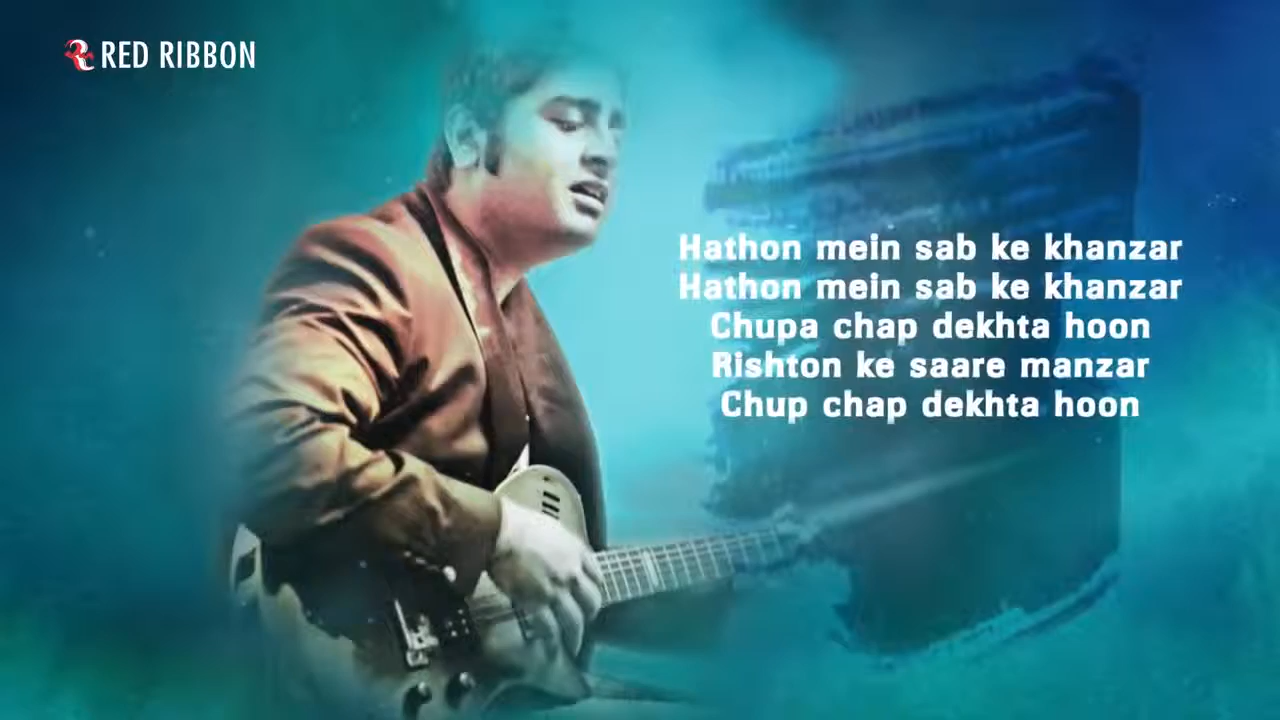 RED RIBBON
Hathon mein sab ke khanzar
Hathon mein sab ke khanzar
Chupa chap dekhta hoon
Rishton ke saare manzar
Chup chap dekhta hoon